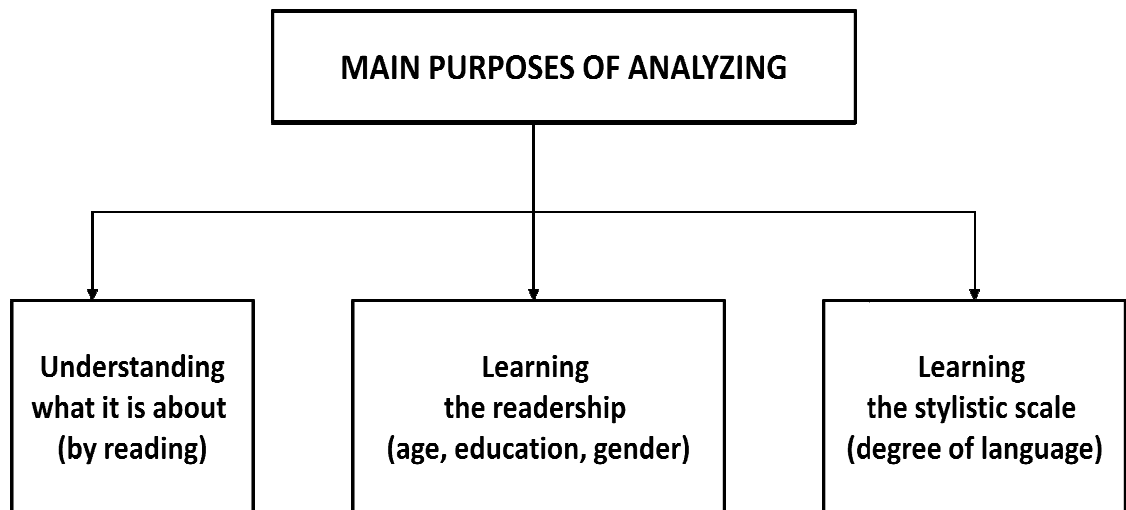 MAIN PURPOSES OF ANALYZING
Understanding
what it is about
(by reading)
Learning
the readership
(age, education, gender)
Learning
the stylistic scale
(degree of language)